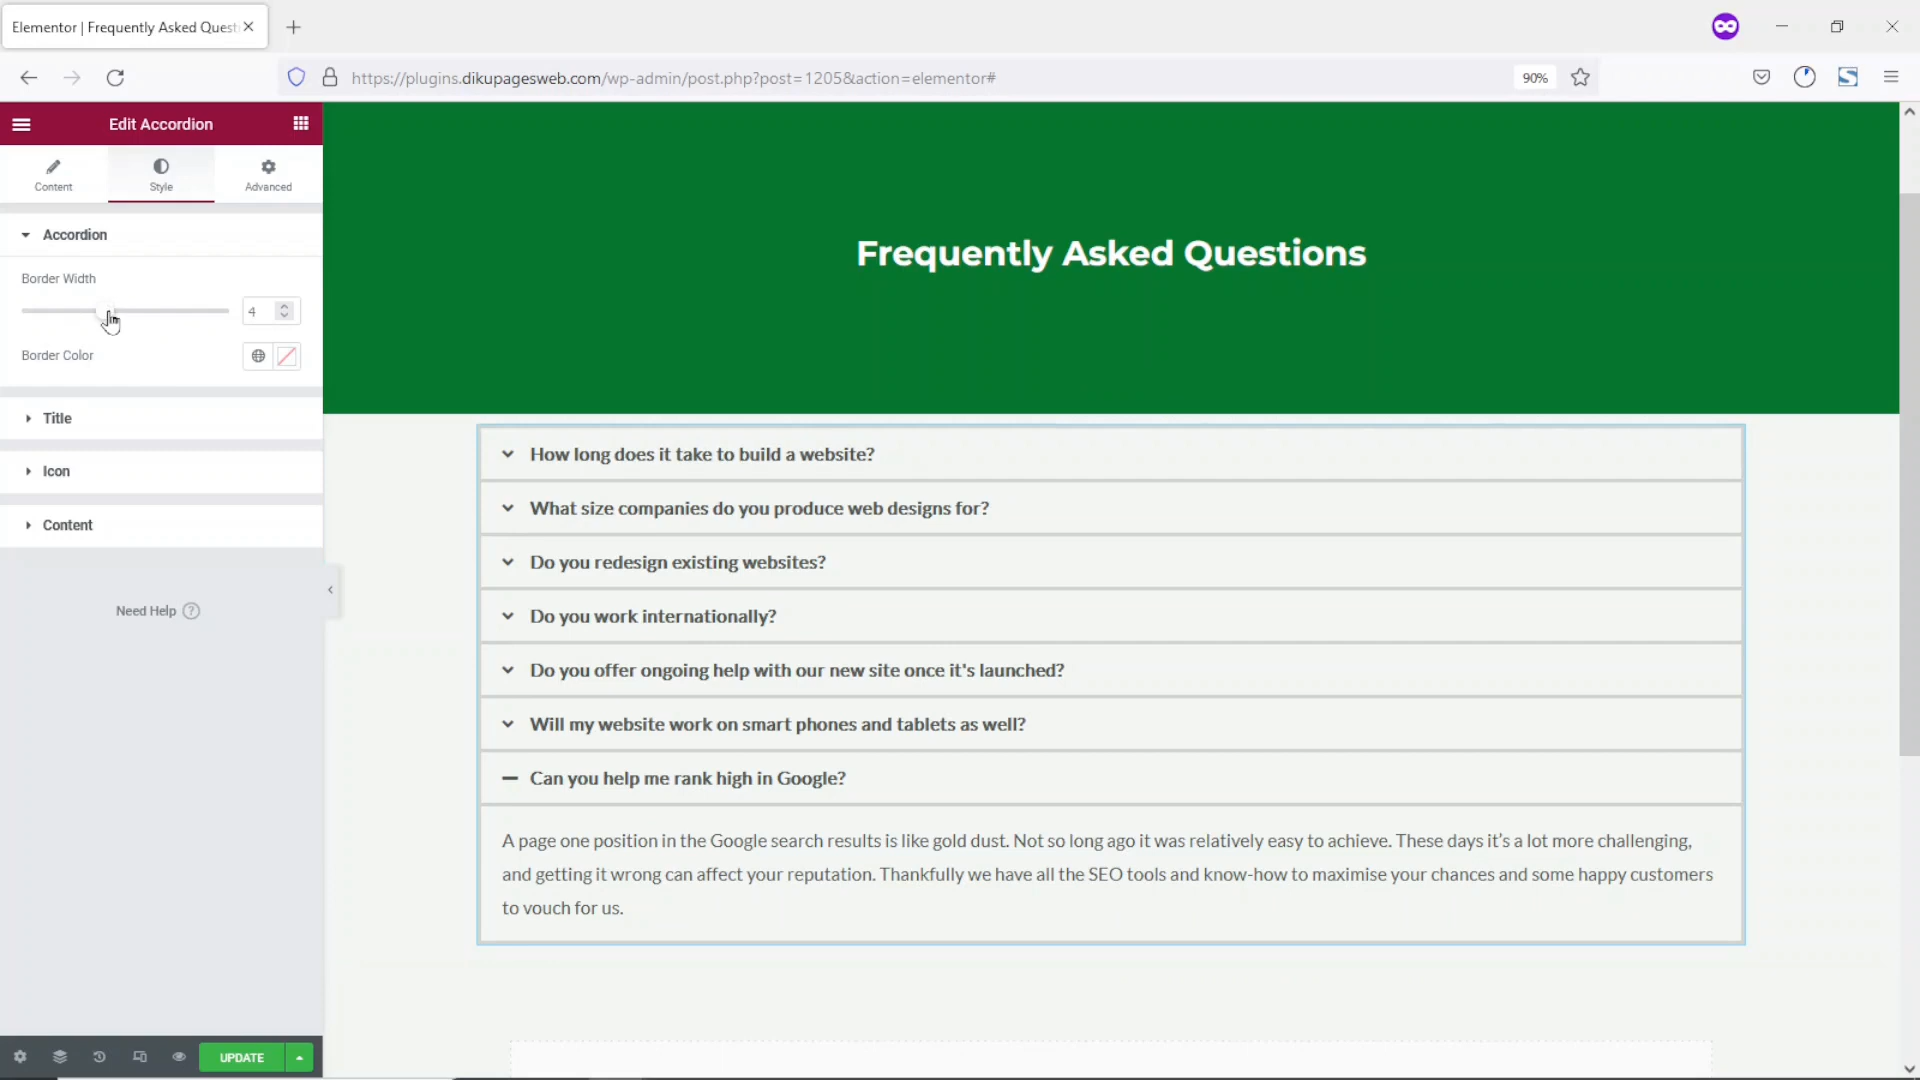 Elementor | Frequently Asked Quest
https://plugins.dikupagesweb.com/wp-admin/post.php?post=1205&action=elementor#
90%
Edit Accordion
Content
Style
Advanced
Accordion
Border Width
4
Border Color
Title
Icon
Content
Need Help ?
UPDATE
Frequently Asked Questions
How long does it take to build a website?
What size companies do you produce web designs for?
Do you redesign existing websites?
Do you work internationally?
Do you offer ongoing help with our new site once it's launched?
Will my website work on smart phones and tablets as well?
Can you help me rank high in Google?
A page one position in the Google search results is like gold dust. Not so long ago it was relatively easy to achieve. These days it’s a lot more challenging,
and getting it wrong can affect your reputation. Thankfully we have all the SEO tools and know-how to maximise your chances and some happy customers
to vouch for us.